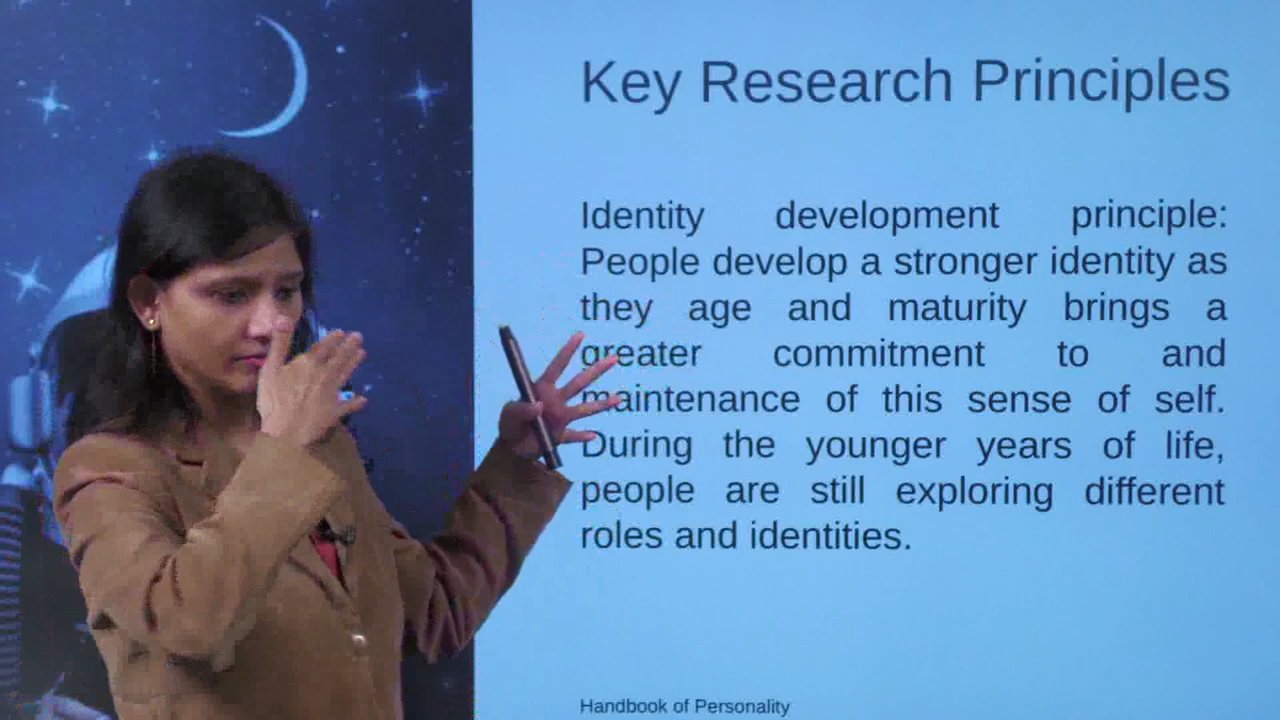 Key Research Principles
Identity development principle:
People develop a stronger identity as
they age and maturity brings a
greater commitment to and
maintenance of this sense of self.
During the younger years of life,
people are still exploring different
roles and identities.
Handbook of Personality